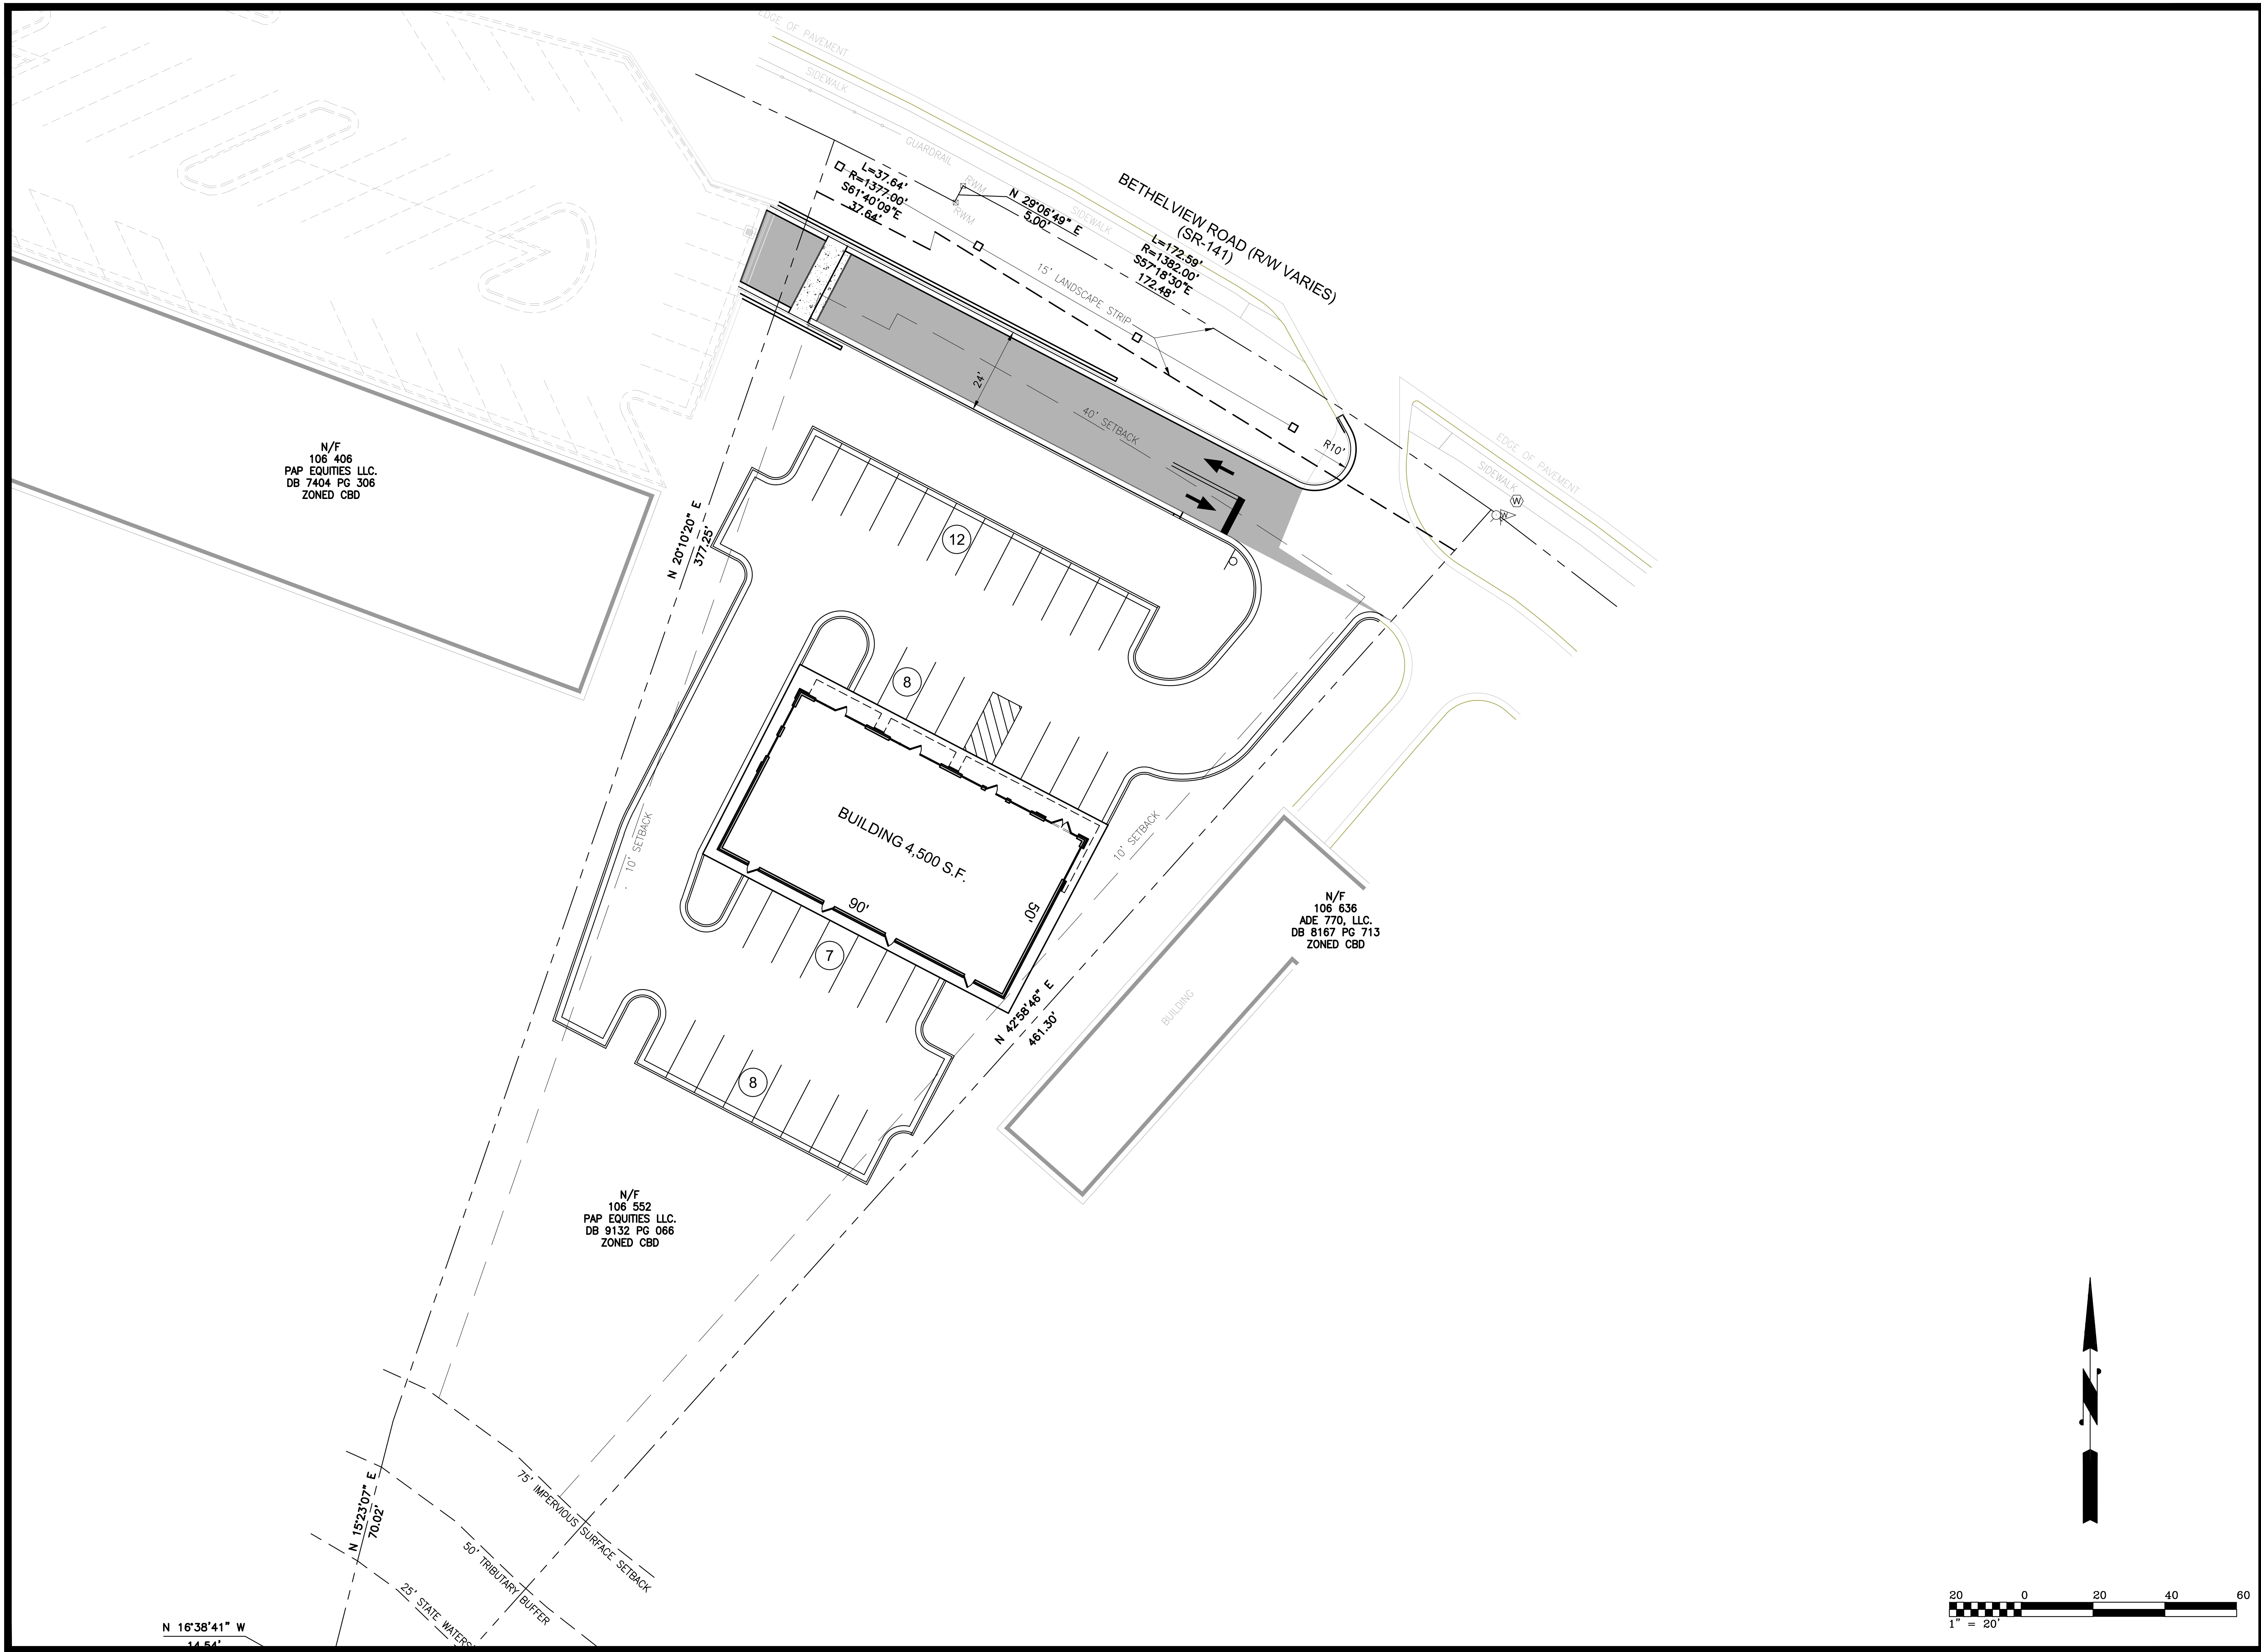 EDGE OF PAVEMENT
SIDEWALK
GUARDRAIL
RWM
RWM
L=37.64'
R=1377.00'
S61°40'09"E
37.64'
N 29°06'49" E
5.00'
SIDEWALK
BETHELVIEW ROAD (R/W VARIES)
(SR-141)
L=172.59'
R=1382.00'
S57°18'30"E
172.48'
15' LANDSCAPE STRIP
24'
40' SETBACK
R10'
EDGE OF PAVEMENT
SIDEWALK
W
N/F
106 406
PAP EQUITIES LLC.
DB 7404 PG 306
ZONED CBD
N 20°10'20" E
377.25'
12
8
10' SETBACK
BUILDING 4,500 S.F.
90'
50'
10' SETBACK
7
8
N/F
106 636
ADE 770, LLC.
DB 8167 PG 713
ZONED CBD
BUILDING
N 42°58'46" E
461.30'
N/F
106 552
PAP EQUITIES LLC.
DB 9132 PG 066
ZONED CBD
75' IMPERVIOUS SURFACE SETBACK
50' TRIBUTARY BUFFER
25' STATE WATERS
N 15°23'07" E
70.02'
N 16°38'41" W
14.54'
20 0 20 40 60
1" = 20'